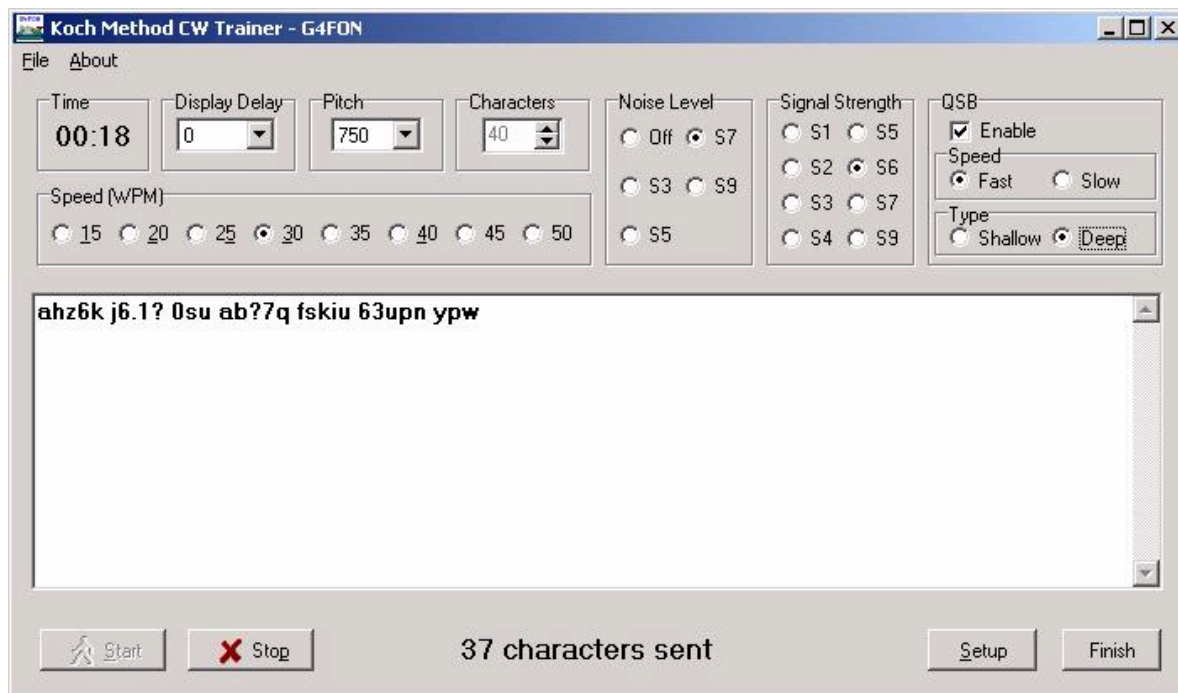 Koch Method CW Trainer - G4FON
File About
Time Display Delay Pitch Characters Noise Level Signal Strength QSB
00:18 0 750 40 Off S7 S1 S5 Enable
S2 S6 Speed
S3 S9 Fast Slow
Speed (WPM) S3 S7 Type
15 20 25 30 35 40 45 50 S5 S4 S9 Shallow Deep
ahz6k j6.1? 0su ab?7q fskiu 63upn ypw
Start Stop 37 characters sent Setup Finish